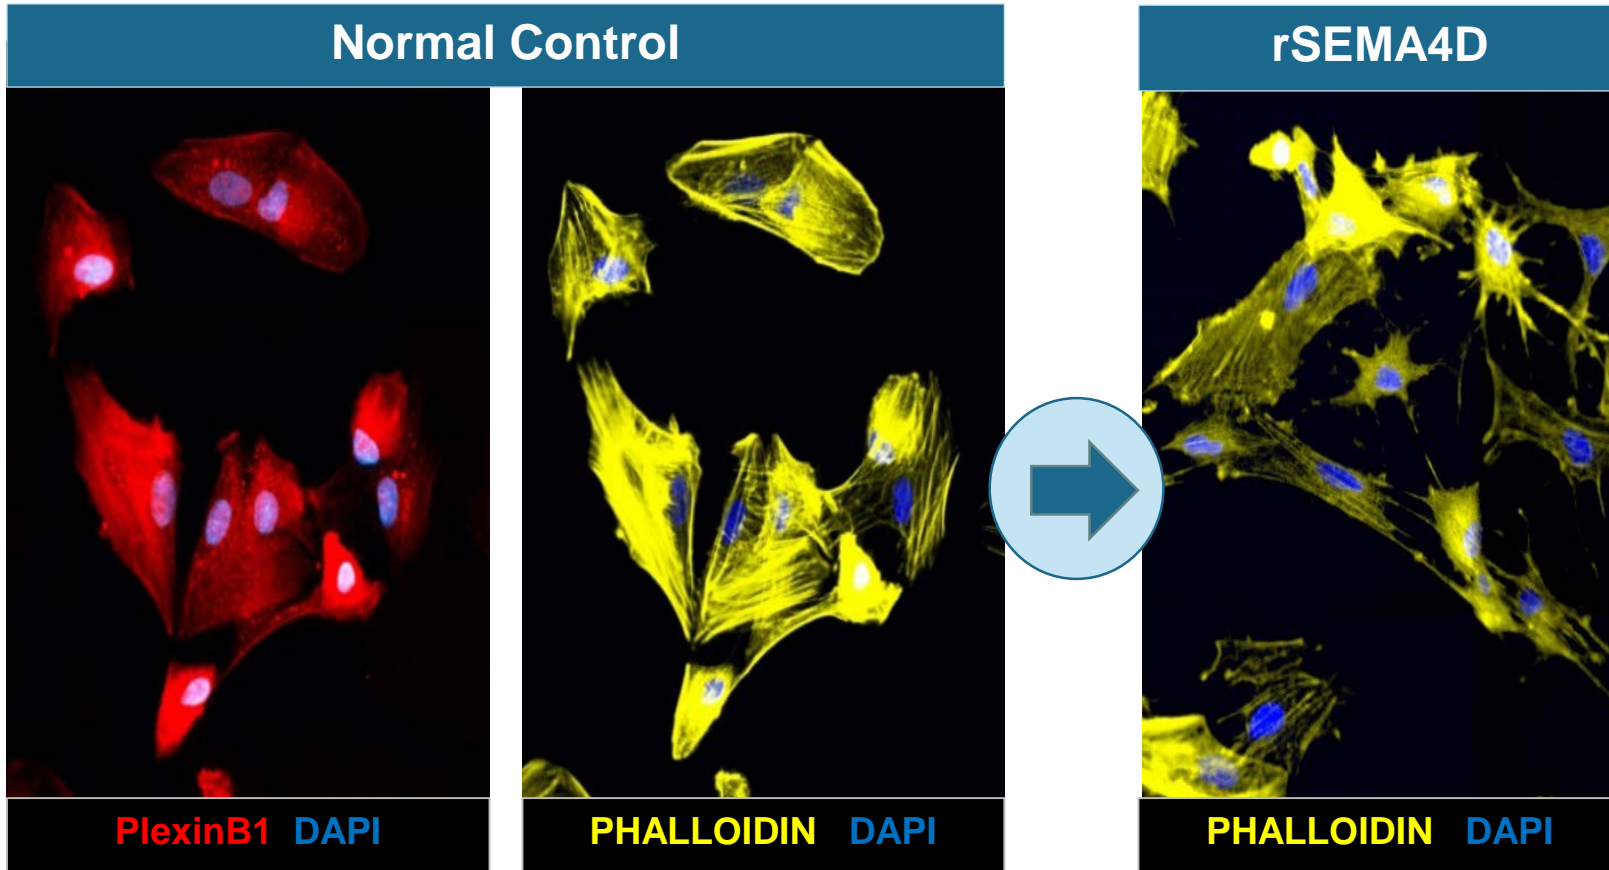 Normal Control
rSEMA4D
PlexinB1 DAPI
PHALLOIDIN DAPI
PHALLOIDIN DAPI